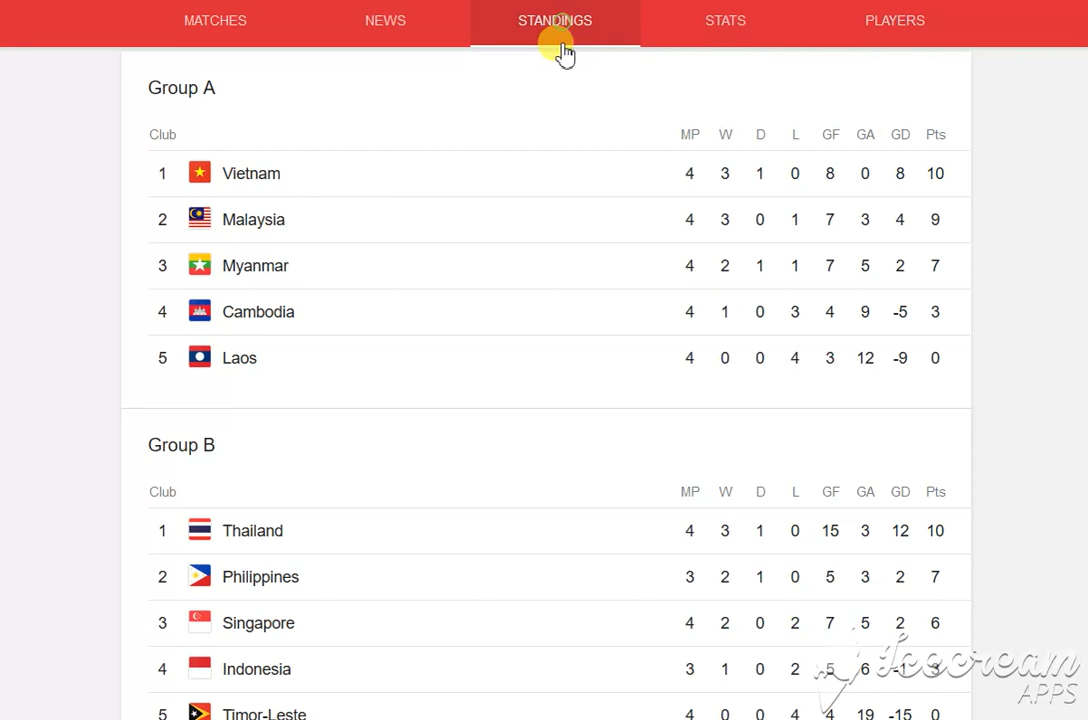 MATCHES NEWS STANDINGS STATS PLAYERS
Group A
Club MP W D L GF GA GD Pts
1 Vietnam 4 3 1 0 8 0 8 10
2 Malaysia 4 3 0 1 7 3 4 9
3 Myanmar 4 2 1 1 7 5 2 7
4 Cambodia 4 1 0 3 4 9 -5 3
5 Laos 4 0 0 4 3 12 -9 0
Group B
Club MP W D L GF GA GD Pts
1 Thailand 4 3 1 0 15 3 12 10
2 Philippines 3 2 1 0 5 3 2 7
3 Singapore 4 2 0 2 7 5 2 6
4 Indonesia 3 1 0 2 5 6 -1 3
5 Timor-Leste 4 0 0 4 4 19 -15 0
Icecream
APPS